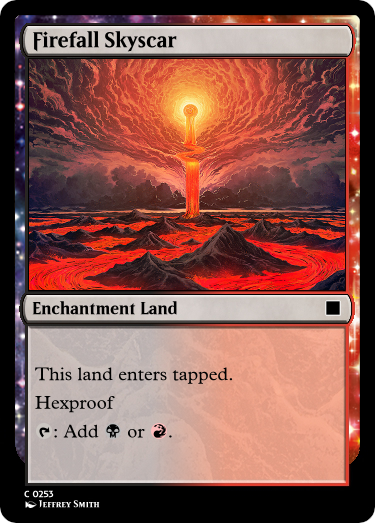 Firefall Skyscar
Enchantment Land
This land enters tapped.
Hexproof
: Add or .
C 0253
Jeffrey Smith